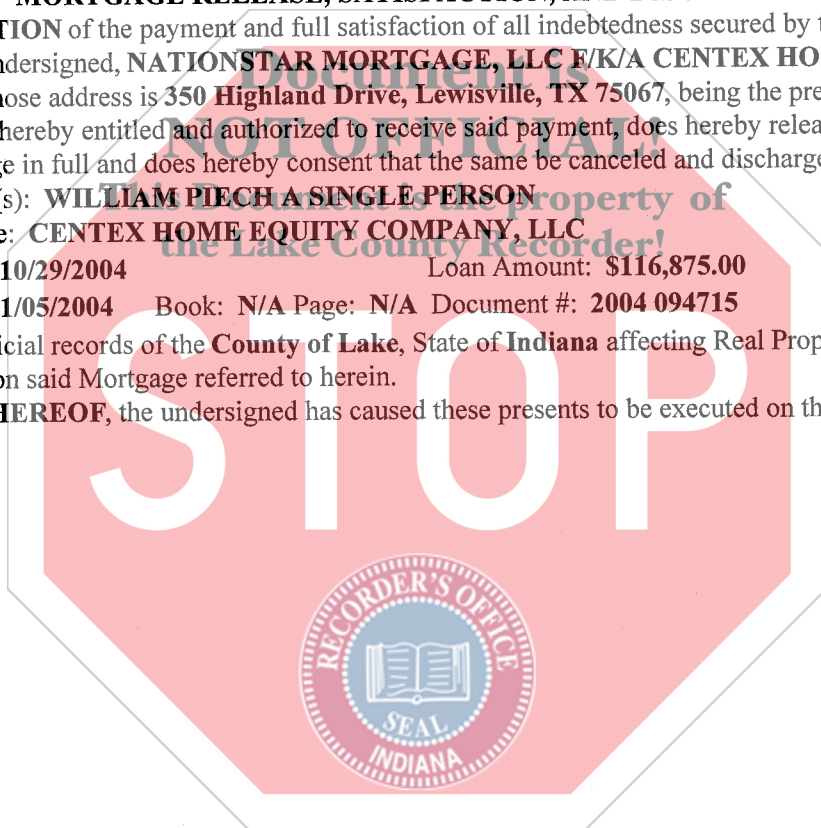 MORTGAGE RELEASE, SATISFACTION, AND
TION of the payment and full satisfaction of all indebtedness secured by
ndersigned, NATIONSTAR MORTGAGE, LLC F/K/A CENTEX HO
Document is
ose address is 350 Highland Drive, Lewisville, TX 75067, being the pre
hereby entitled and authorized to receive said payment, does hereby relea
NOT OFFICIAL!
e in full and does hereby consent that the same be canceled and discharge
(s): WILLIAM PIECH A SINGLE PERSON
This Document is the property of
e: CENTEX HOME EQUITY COMPANY, LLC
the Lake County Recorder!
10/29/2004 Loan Amount: $116,875.00
1/05/2004 Book: N/A Page: N/A Document #: 2004 094715
icial records of the County of Lake, State of Indiana affecting Real Prop
on said Mortgage referred to herein.
HEREOF, the undersigned has caused these presents to be executed on th
STOP
RECORDER'S OFFICE
SEAL
INDIANA